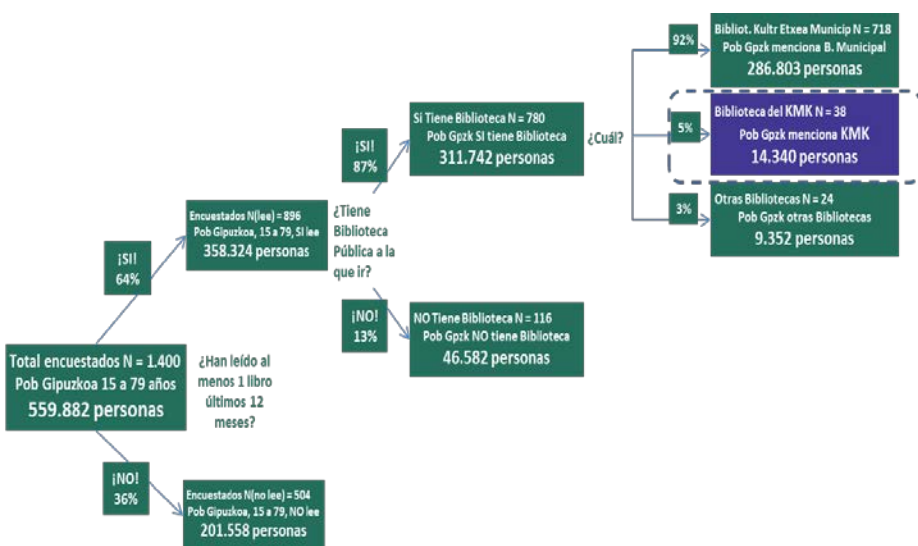 Total encuestados N = 1.400
Pob Gipuzkoa 15 a 79 años
559.882 personas
¿Han leído al
menos 1 libro
últimos 12
meses?
¡SI!
64%
¡NO!
36%
Encuestados N(lee) = 896
Pob Gipuzkoa, 15 a 79, SI lee
358.324 personas
Encuestados N(no lee) = 504
Pob Gipuzkoa, 15 a 79, NO lee
201.558 personas
¿Tiene
Biblioteca
Pública a la
que ir?
¡SI!
87%
¡NO!
13%
Si Tiene Biblioteca N = 780
Pob Gpzk SI tiene Biblioteca
311.742 personas
NO Tiene Biblioteca N = 116
Pob Gpzk NO tiene Biblioteca
46.582 personas
¿Cuál?
92%
Bibliot. Kultr Etxea Municip N = 718
Pob Gpzk menciona B. Municipal
286.803 personas
5%
Biblioteca del KMK N = 38
Pob Gpzk menciona KMK
14.340 personas
3%
Otras Bibliotecas N = 24
Pob Gpzk otras Bibliotecas
9.352 personas